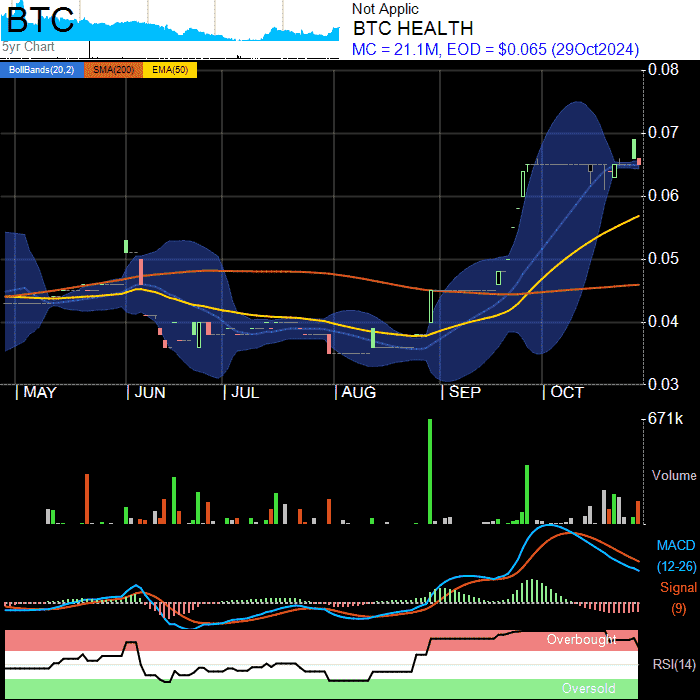 BTC
5yr Chart
Not Applic
BTC HEALTH
MC = 21.1M, EOD = $0.065 (29Oct2024)
BollBands(20,2) SMA(200) EMA(50)
0.08
0.07
0.06
0.05
0.04
0.03
MAY JUN JUL AUG SEP OCT
671k
Volume
MACD
(12-26)
Signal
(9)
Overbought
RSI(14)
Oversold